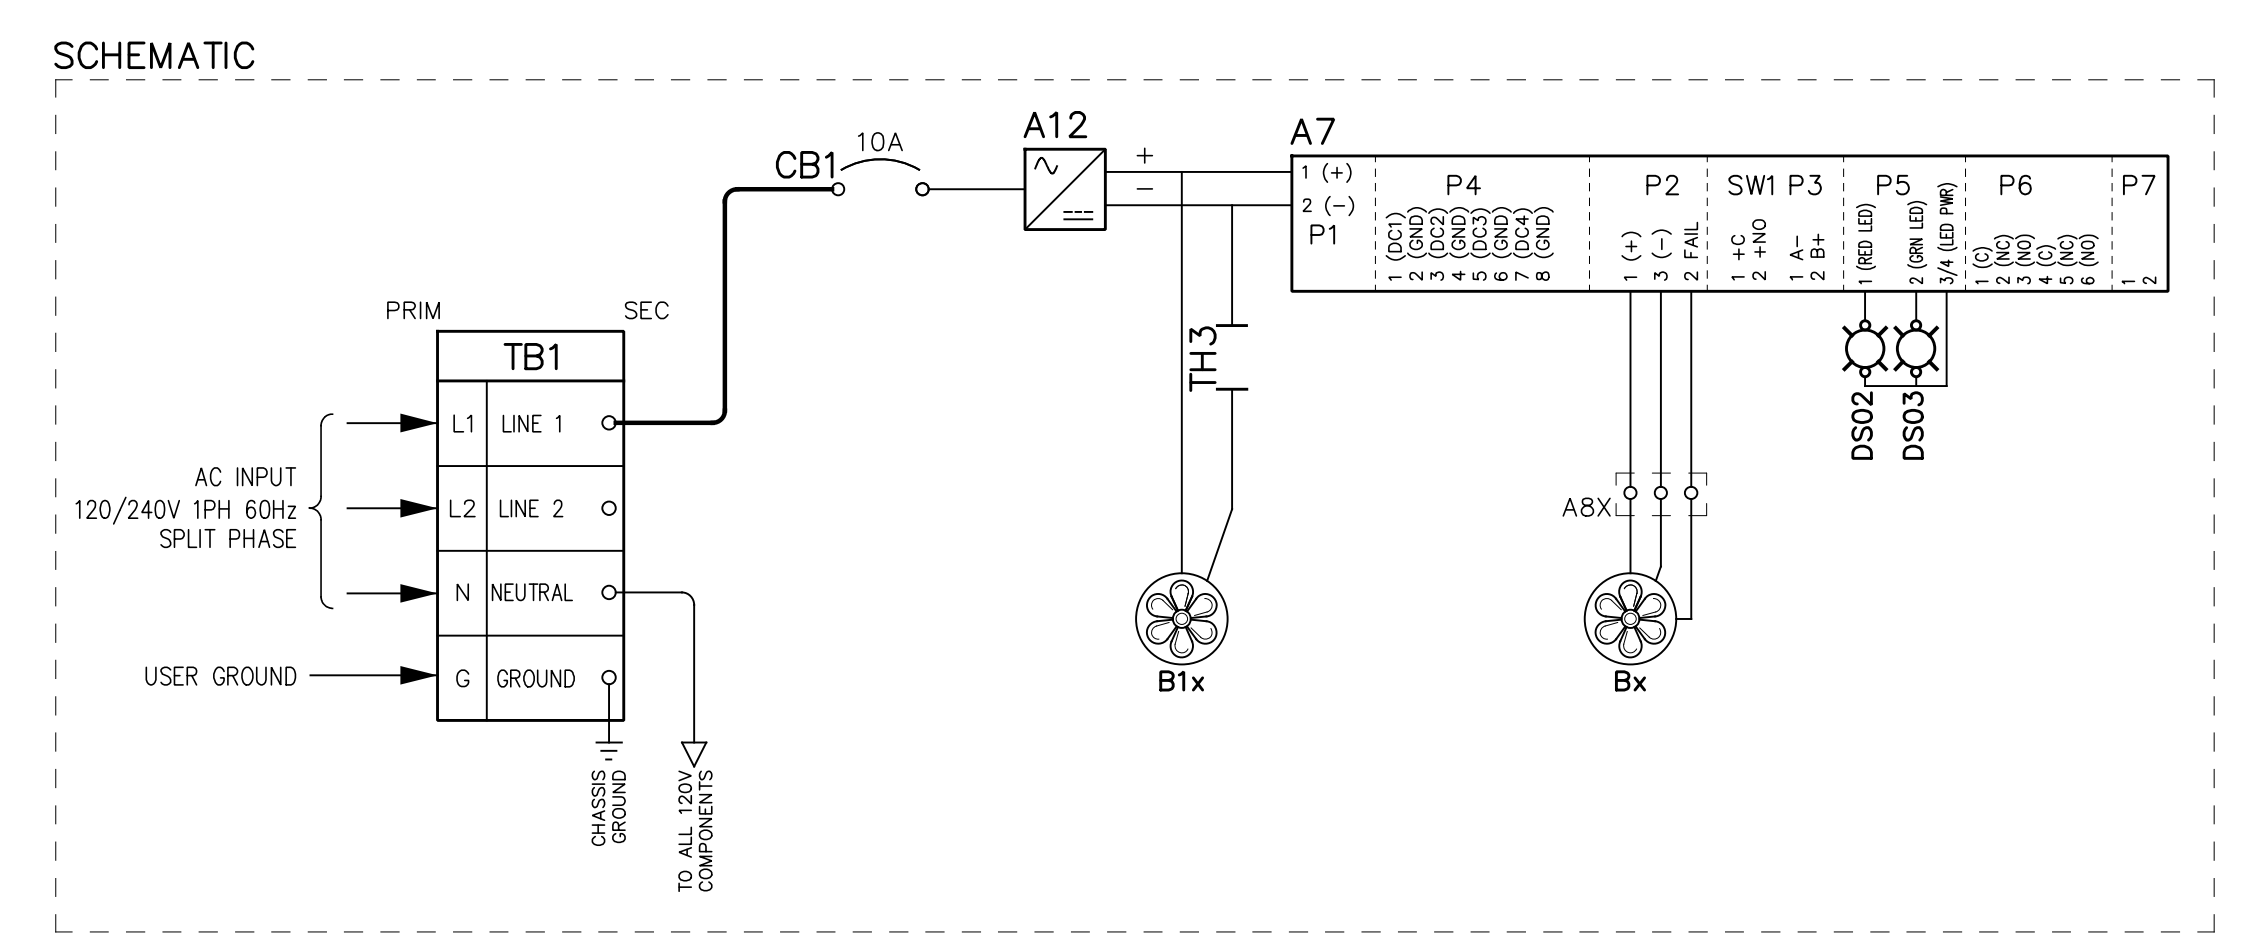 SCHEMATIC
CB1
10A
A12
+
−
A7
1 (+)
2 (−)
P1
P4
1 (DC1)
2 (GND)
3 (DC2)
4 (GND)
5 (DC3)
6 (GND)
7 (DC4)
8 (GND)
P2
1 (+)
3 (−)
2 FAIL
SW1
1 +C
2 +NO
P3
1 A−
2 B+
P5
1 (RED LED)
2 (GRN LED)
3/4 (LED PWR)
P6
1 (C)
2 (NC)
3 (NO)
4 (C)
5 (NC)
6 (NO)
P7
1
2
PRIM
SEC
TB1
L1 LINE 1
L2 LINE 2
N NEUTRAL
G GROUND
AC INPUT
120/240V 1PH 60Hz
SPLIT PHASE
USER GROUND
CHASSIS
GROUND
TO ALL 120V
COMPONENTS
TH3
B1x
A8X
Bx
DS02
DS03